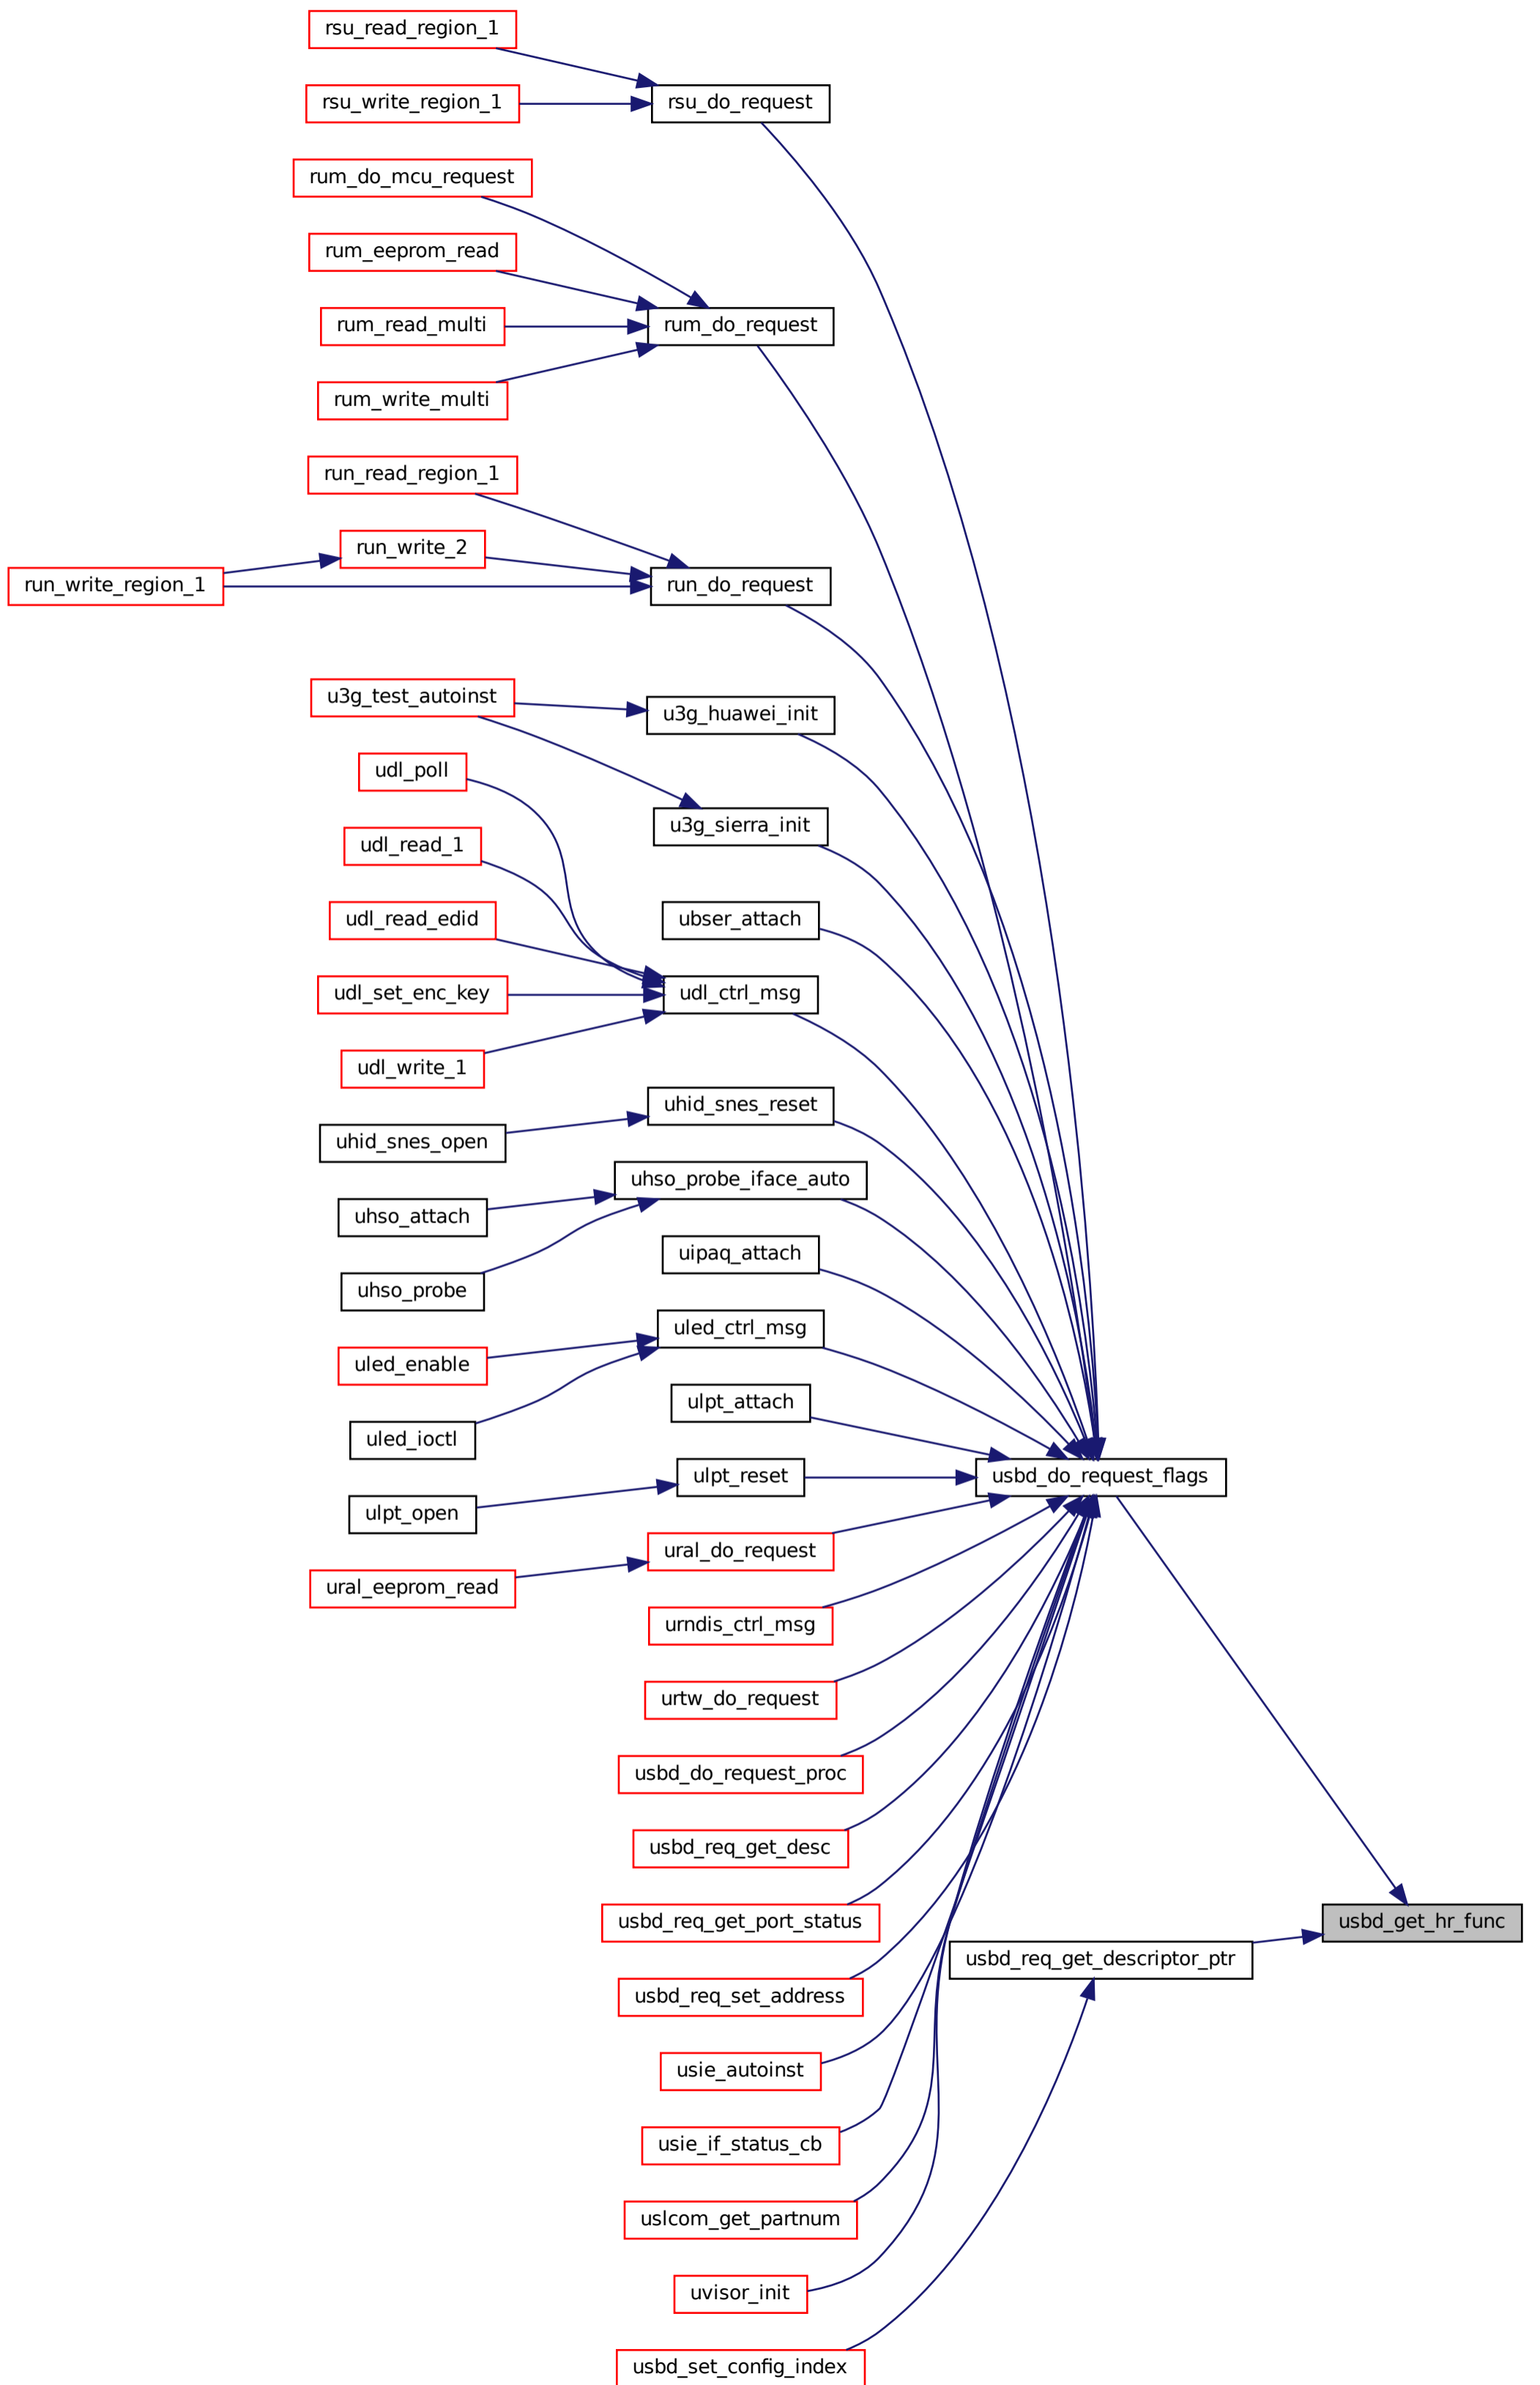 rsu_read_region_1
rsu_write_region_1
rsu_do_request
rum_do_mcu_request
rum_eeprom_read
rum_read_multi
rum_do_request
rum_write_multi
run_read_region_1
run_write_2
run_write_region_1
run_do_request
u3g_test_autoinst
u3g_huawei_init
udl_poll
u3g_sierra_init
udl_read_1
udl_read_edid
ubser_attach
udl_set_enc_key
udl_ctrl_msg
udl_write_1
uhid_snes_reset
uhid_snes_open
uhso_probe_iface_auto
uhso_attach
uipaq_attach
uhso_probe
uled_ctrl_msg
uled_enable
ulpt_attach
uled_ioctl
ulpt_reset
usbd_do_request_flags
ulpt_open
ural_do_request
ural_eeprom_read
urndis_ctrl_msg
urtw_do_request
usbd_do_request_proc
usbd_req_get_desc
usbd_req_get_port_status
usbd_get_hr_func
usbd_req_get_descriptor_ptr
usbd_req_set_address
usie_autoinst
usie_if_status_cb
uslcom_get_partnum
uvisor_init
usbd_set_config_index